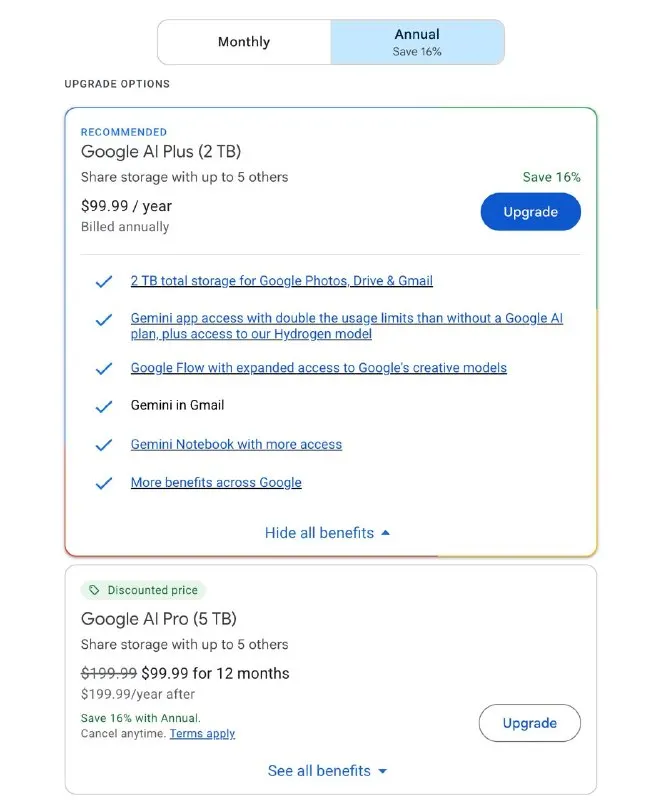 Monthly
Annual
Save 16%
UPGRADE OPTIONS
RECOMMENDED
Google AI Plus (2 TB)
Share storage with up to 5 others
Save 16%
$99.99 / year
Billed annually
Upgrade
2 TB total storage for Google Photos, Drive & Gmail
Gemini app access with double the usage limits than without a Google AI
plan, plus access to our Hydrogen model
Google Flow with expanded access to Google's creative models
Gemini in Gmail
Gemini Notebook with more access
More benefits across Google
Hide all benefits
Discounted price
Google AI Pro (5 TB)
Share storage with up to 5 others
$199.99 $99.99 for 12 months
$199.99/year after
Save 16% with Annual.
Cancel anytime. Terms apply
Upgrade
See all benefits